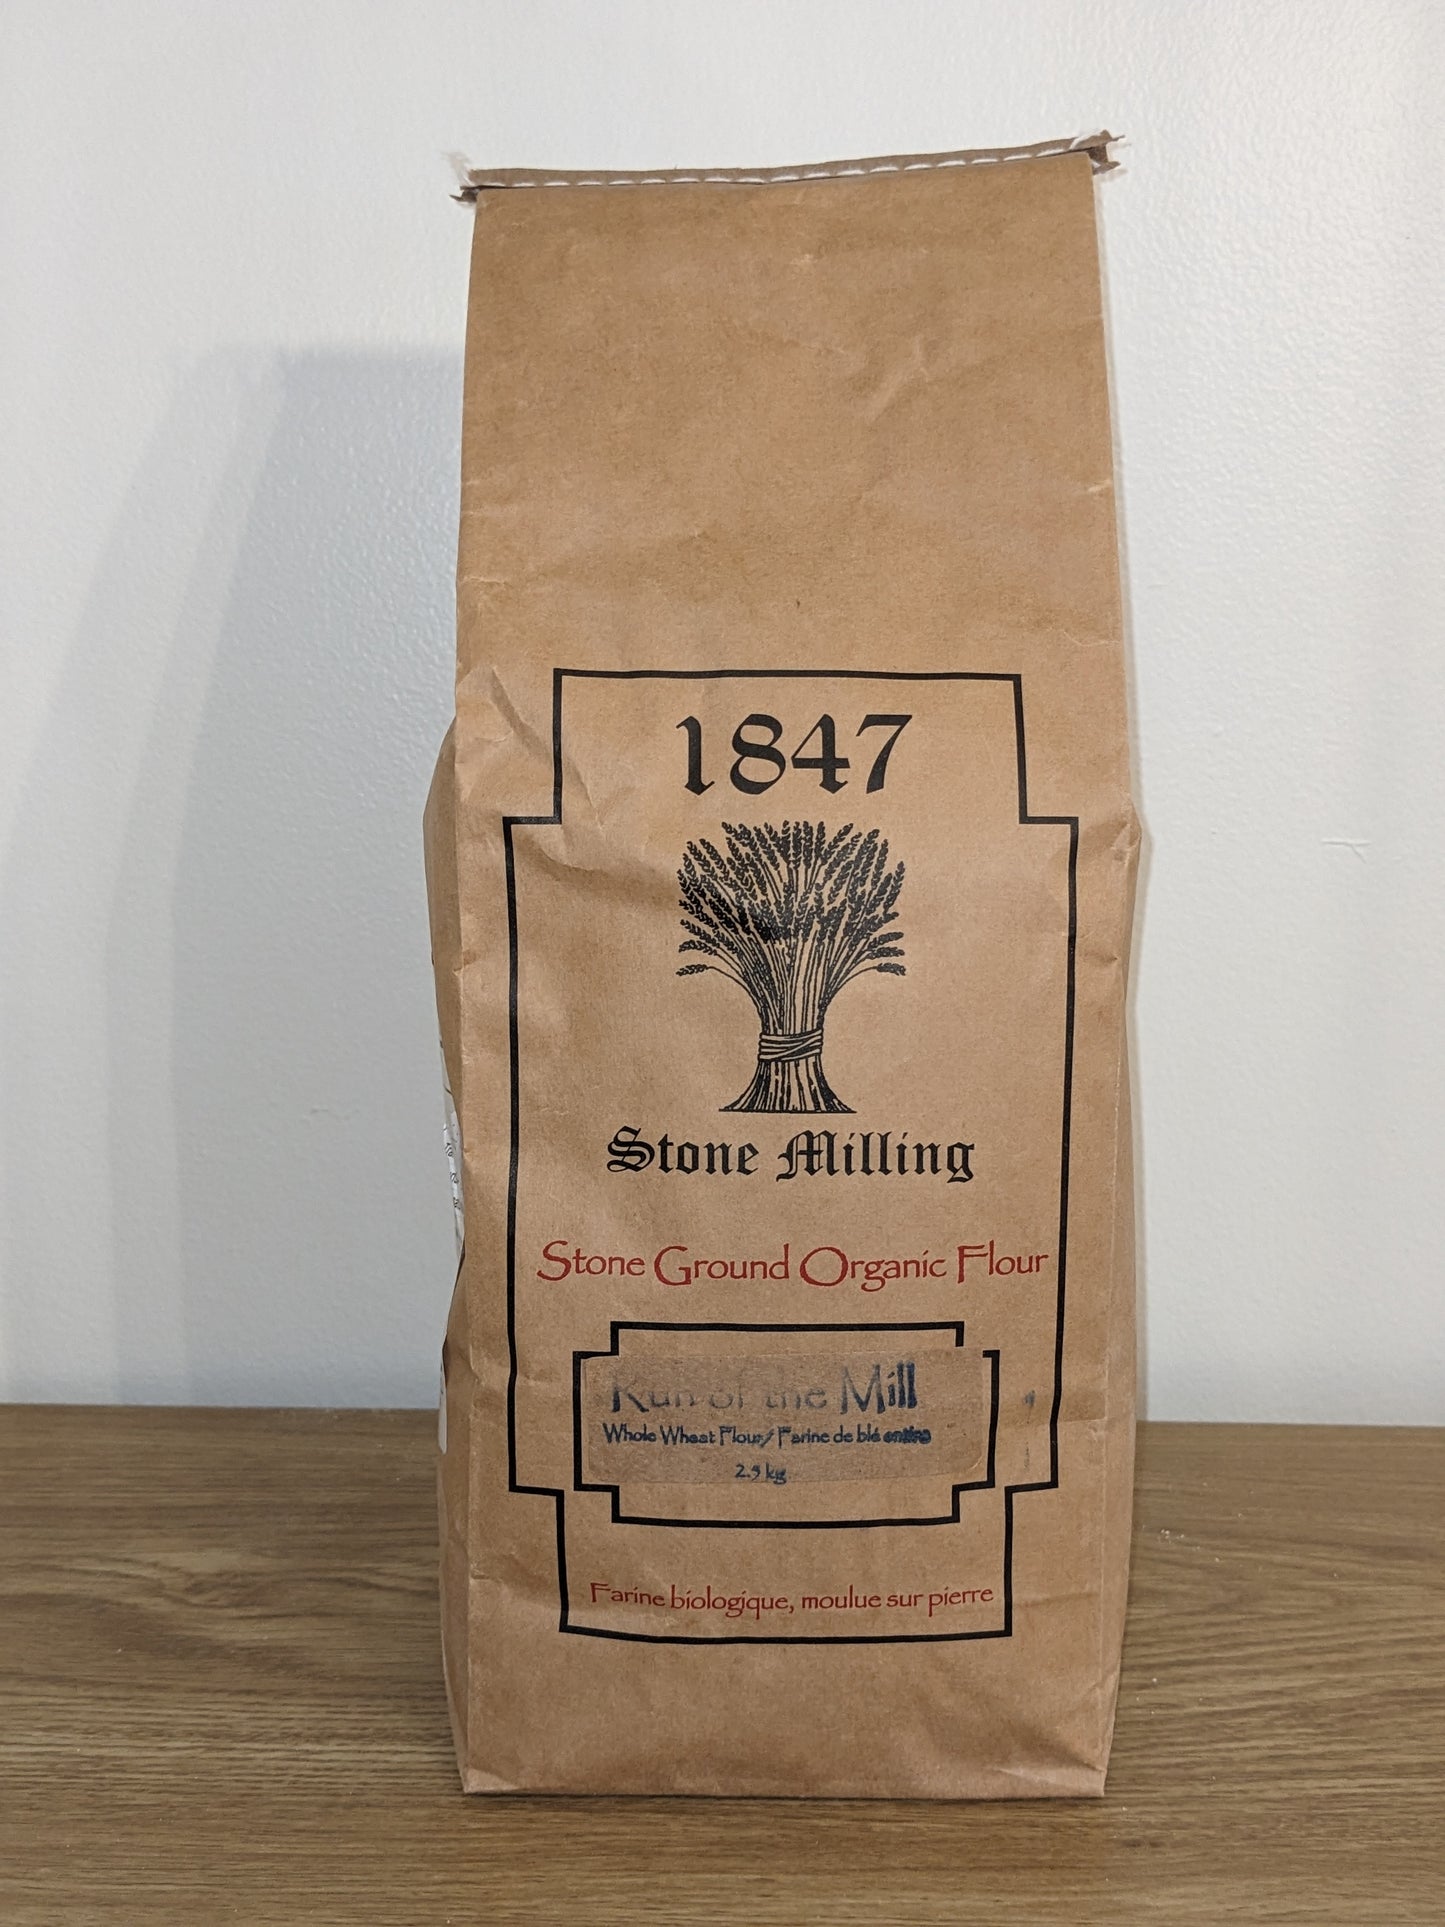 1847
Stone Milling
Stone Ground Organic Flour
Run of the Mill
Whole Wheat Flour/ Farine de blé entire
2.5 kg
Farine biologique, moulue sur pierre